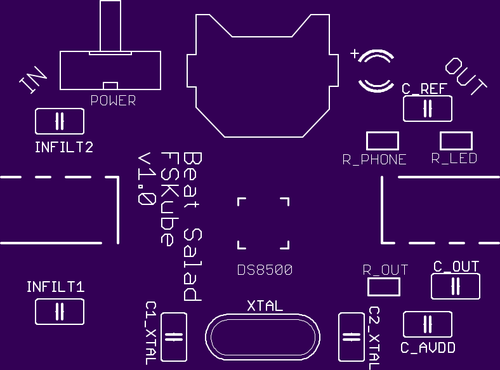 IN
POWER
+
OUT
C_REF
INFILT2
R_PHONE
R_LED
Beat Salad
FSKube
v1.0
DS8500
INFILT1
R_OUT
C_OUT
C1_XTAL
XTAL
C2_XTAL
C_AVDD